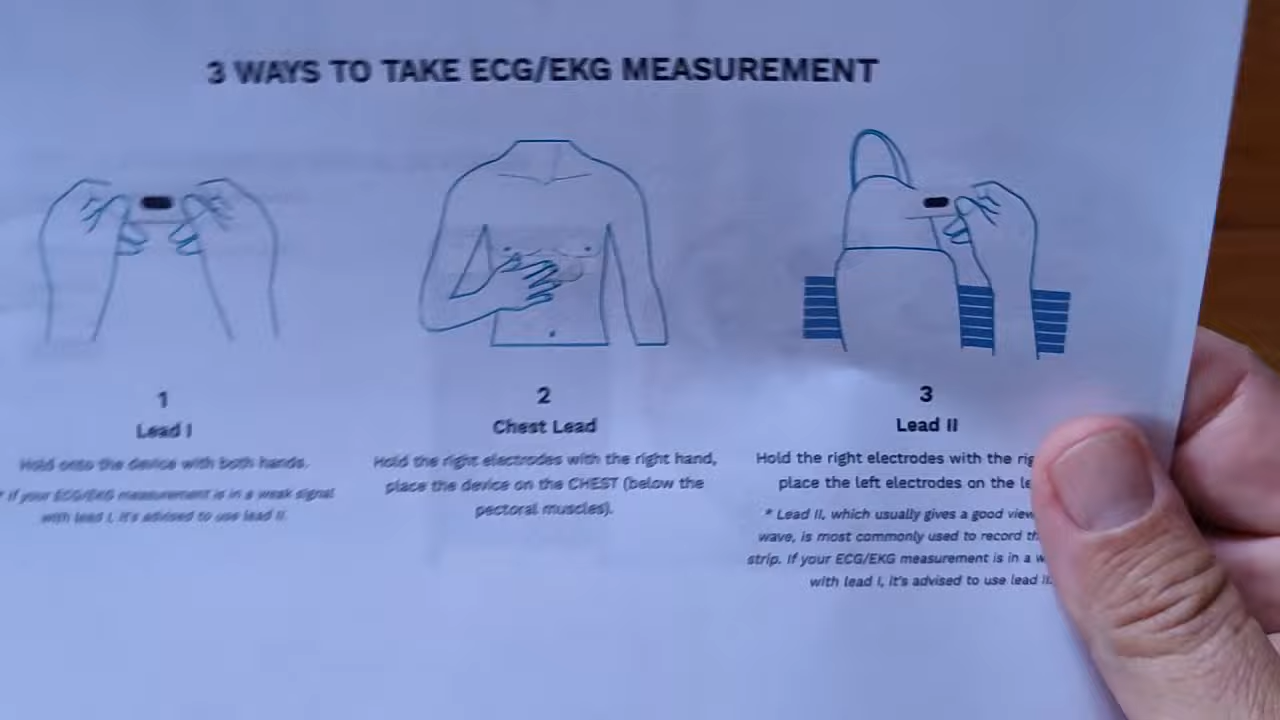 3 WAYS TO TAKE ECG/EKG MEASUREMENT
1
Lead I
Hold onto the device with both hands.
* If your ECG/EKG measurement is in a weak signal
with lead I, it's advised to use lead II.
2
Chest Lead
Hold the right electrodes with the right hand,
place the device on the CHEST (below the
pectoral muscles).
3
Lead II
Hold the right electrodes with the
place the left electrodes on the
* Lead II, which usually gives a good view
wave, is most commonly used to record
strip. If your ECG/EKG measurement is in a
with lead I, it's advised to use lead II.